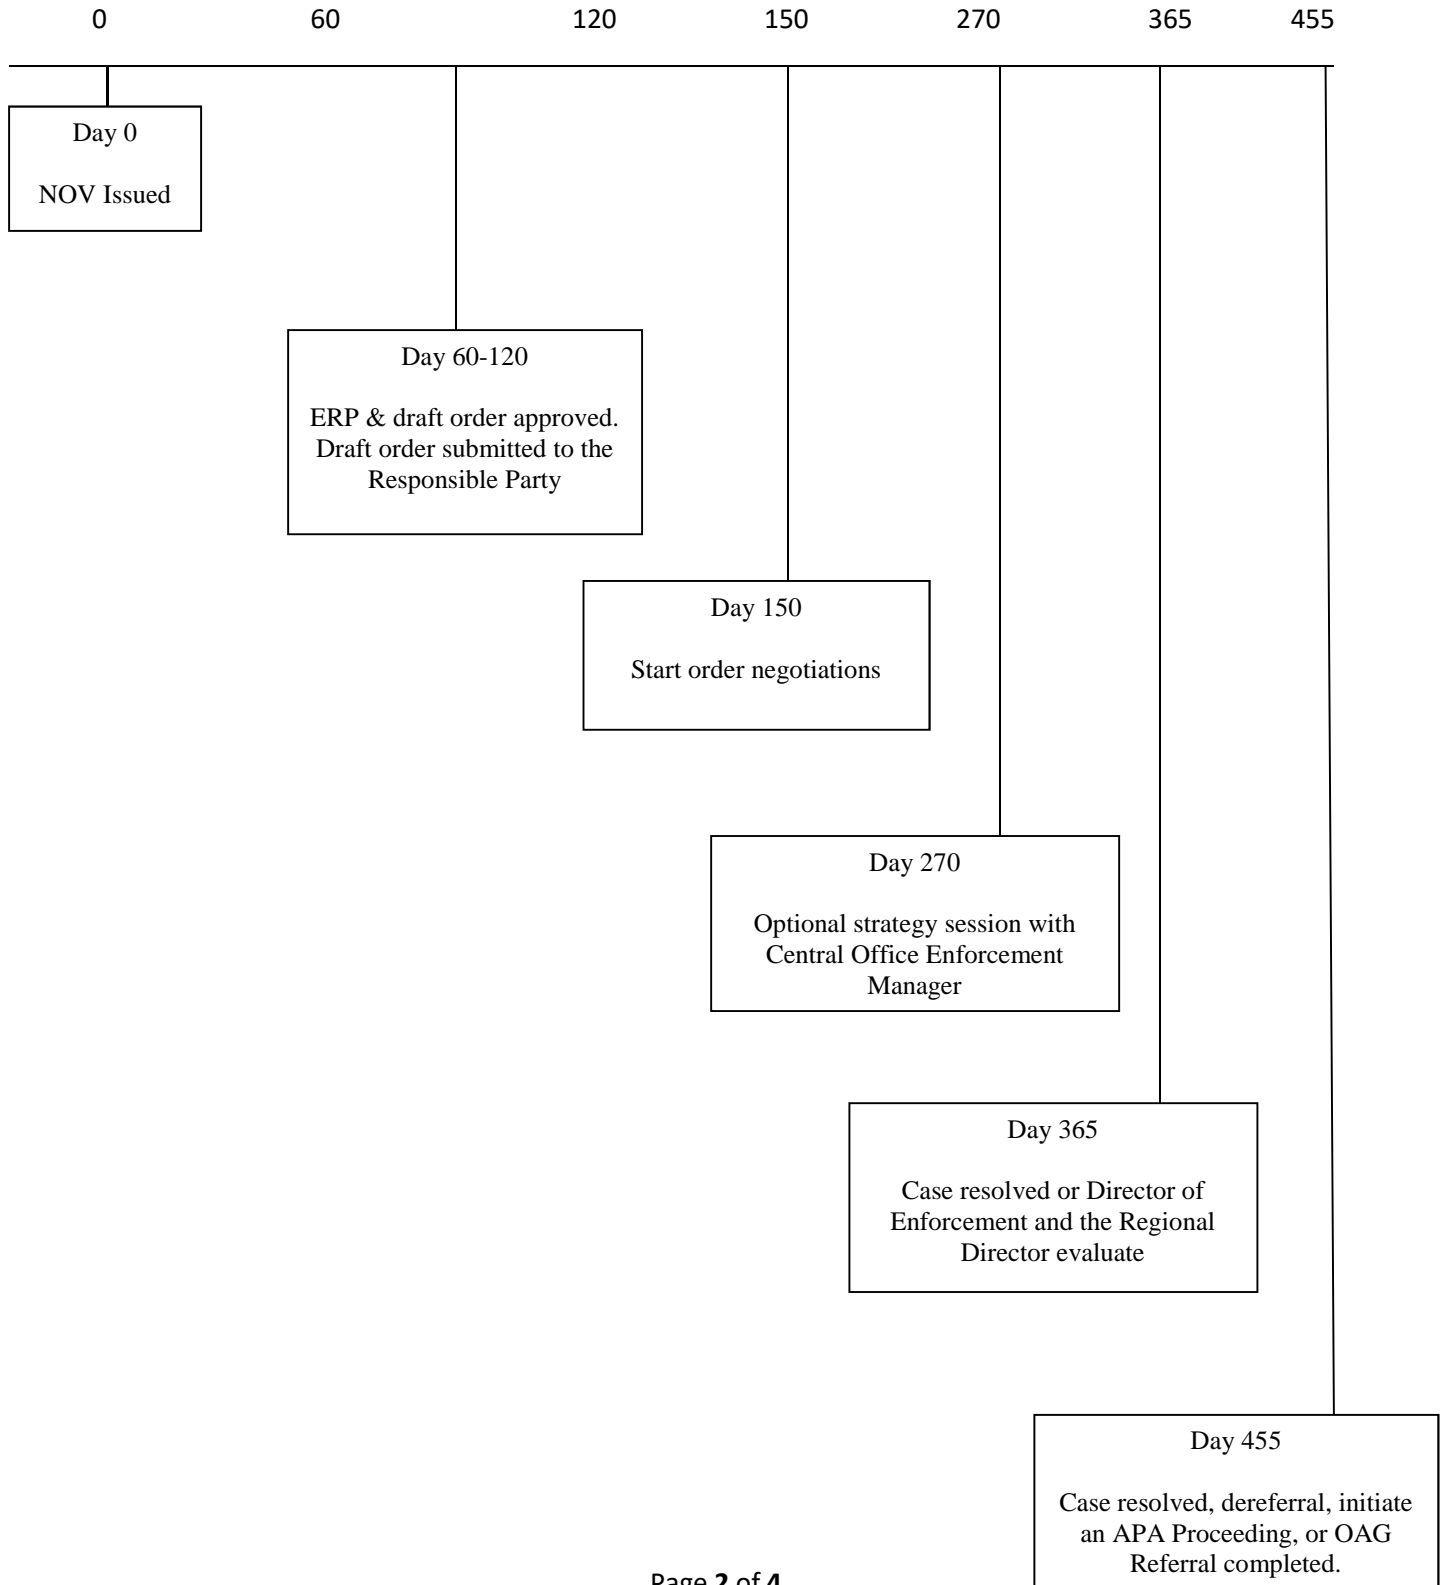 0 60 120 150 270 365 455
Day 0
NOV Issued
Day 60-120
ERP & draft order approved.
Draft order submitted to the
Responsible Party
Day 150
Start order negotiations
Day 270
Optional strategy session with
Central Office Enforcement
Manager
Day 365
Case resolved or Director of
Enforcement and the Regional
Director evaluate
Day 455
Case resolved, dereferral, initiate
an APA Proceeding, or OAG
Referral completed.
Page 2 of 4